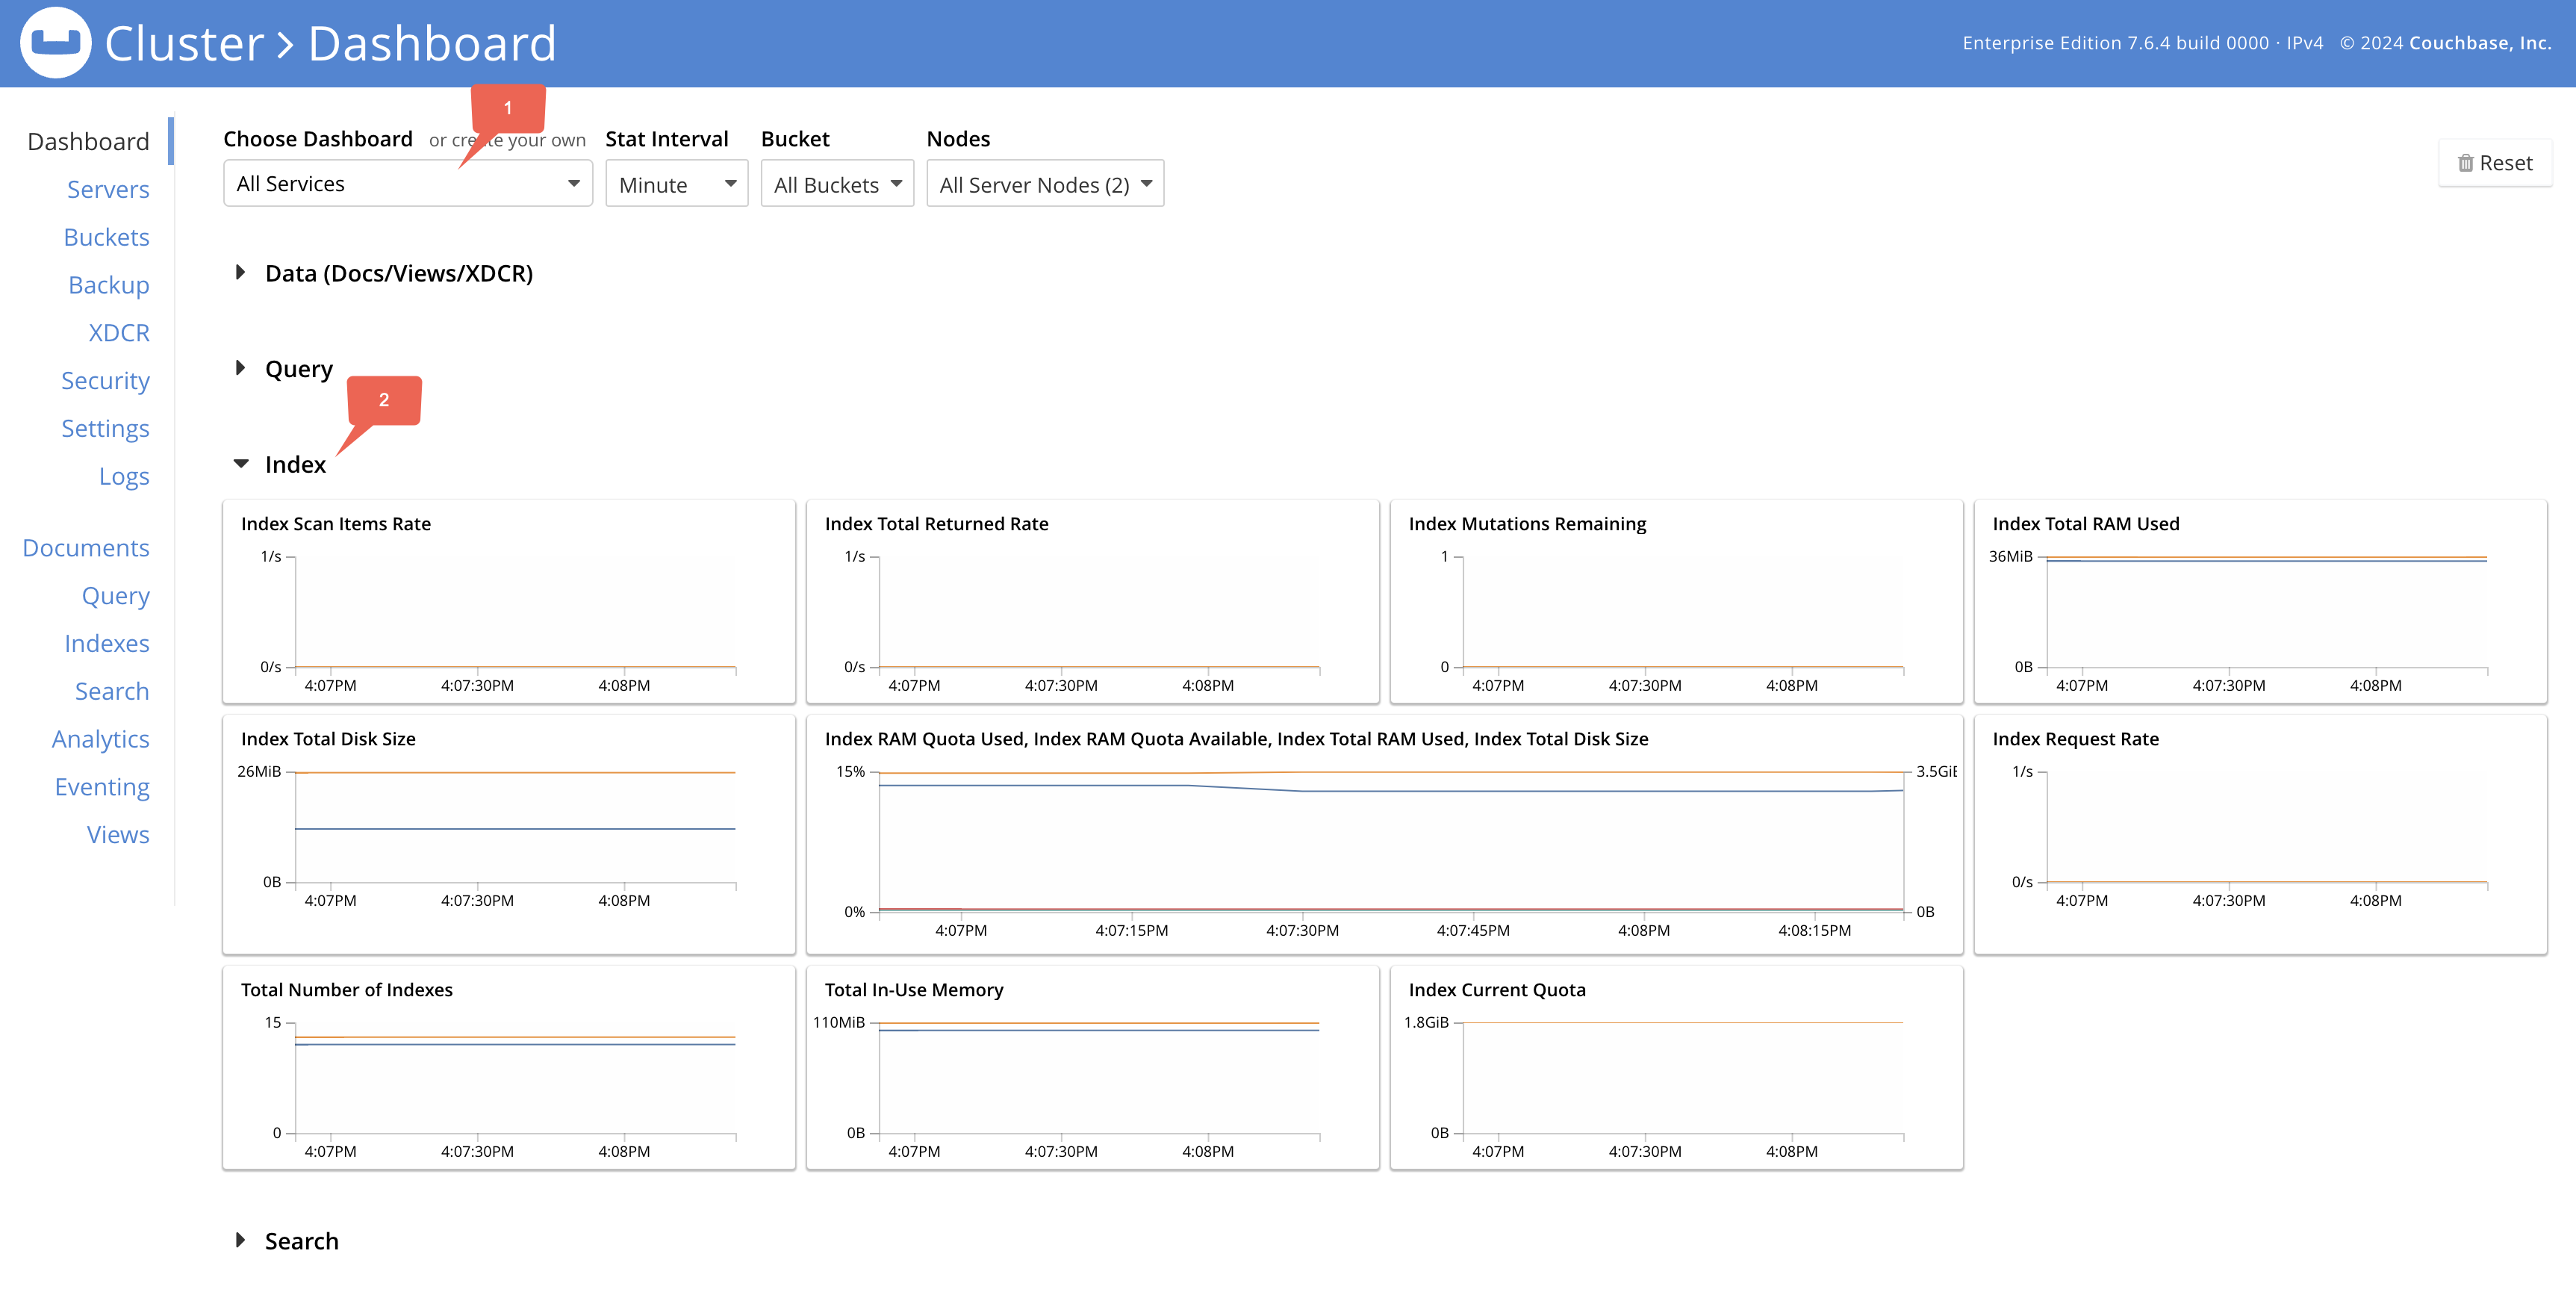 Cluster > Dashboard
Enterprise Edition 7.6.4 build 0000 · IPv4 © 2024 Couchbase, Inc.
1
Dashboard
Servers
Buckets
Backup
XDCR
Security
Settings
Logs
Documents
Query
Indexes
Search
Analytics
Eventing
Views
Choose Dashboard or create your own Stat Interval Bucket Nodes
All Services Minute All Buckets All Server Nodes (2)
Reset
Data (Docs/Views/XDCR)
Query
2
Index
Index Scan Items Rate
1/s
0/s
4:07PM 4:07:30PM 4:08PM
Index Total Returned Rate
1/s
0/s
4:07PM 4:07:30PM 4:08PM
Index Mutations Remaining
1
0
4:07PM 4:07:30PM 4:08PM
Index Total RAM Used
36MiB
0B
4:07PM 4:07:30PM 4:08PM
Index Total Disk Size
26MiB
0B
4:07PM 4:07:30PM 4:08PM
Index RAM Quota Used, Index RAM Quota Available, Index Total RAM Used, Index Total Disk Size
15% 3.5GiB
0% 0B
4:07PM 4:07:15PM 4:07:30PM 4:07:45PM 4:08PM 4:08:15PM
Index Request Rate
1/s
0/s
4:07PM 4:07:30PM 4:08PM
Total Number of Indexes
15
0
4:07PM 4:07:30PM 4:08PM
Total In-Use Memory
110MiB
0B
4:07PM 4:07:30PM 4:08PM
Index Current Quota
1.8GiB
0B
4:07PM 4:07:30PM 4:08PM
Search